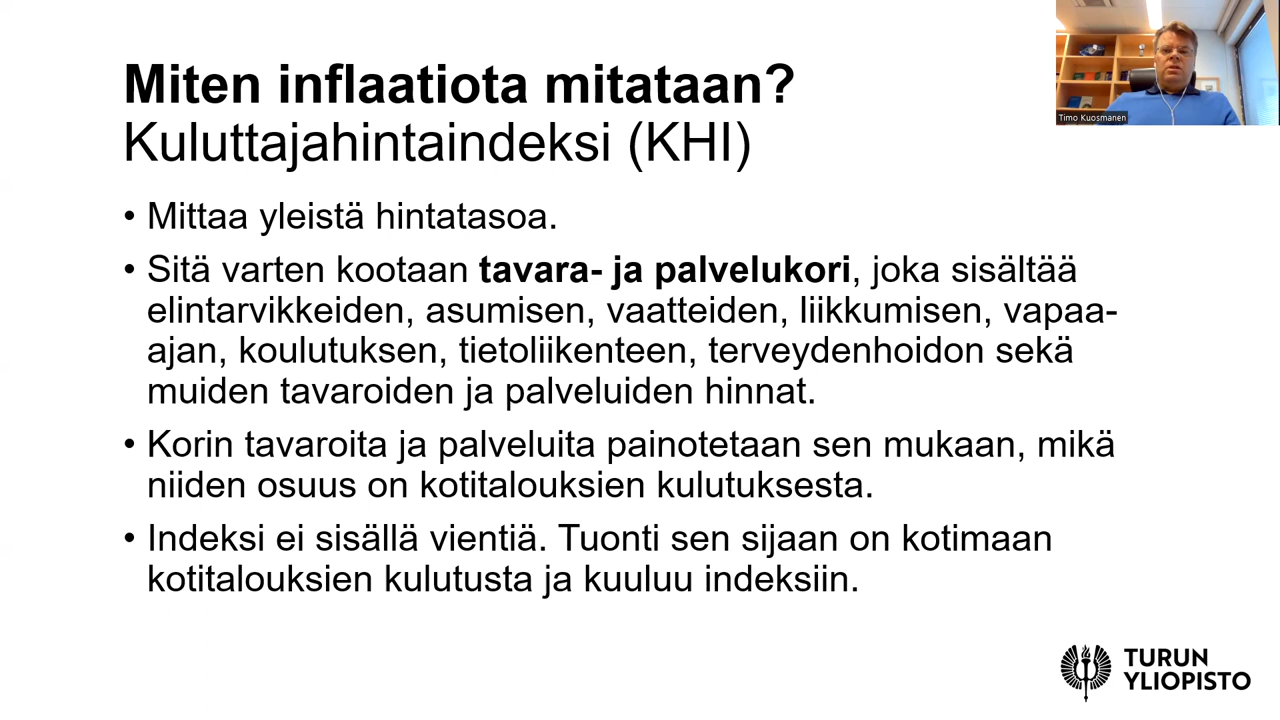 Miten inflaatiota mitataan?
Kuluttajahintaindeksi (KHI)
Timo Kuosmanen
• Mittaa yleistä hintatasoa.
• Sitä varten kootaan tavara- ja palvelukori, joka sisältää
elintarvikkeiden, asumisen, vaatteiden, liikkumisen, vapaa-
ajan, koulutuksen, tietoliikenteen, terveydenhoidon sekä
muiden tavaroiden ja palveluiden hinnat.
• Korin tavaroita ja palveluita painotetaan sen mukaan, mikä
niiden osuus on kotitalouksien kulutuksesta.
• Indeksi ei sisällä vientiä. Tuonti sen sijaan on kotimaan
kotitalouksien kulutusta ja kuuluu indeksiin.
TURUN
YLIOPISTO